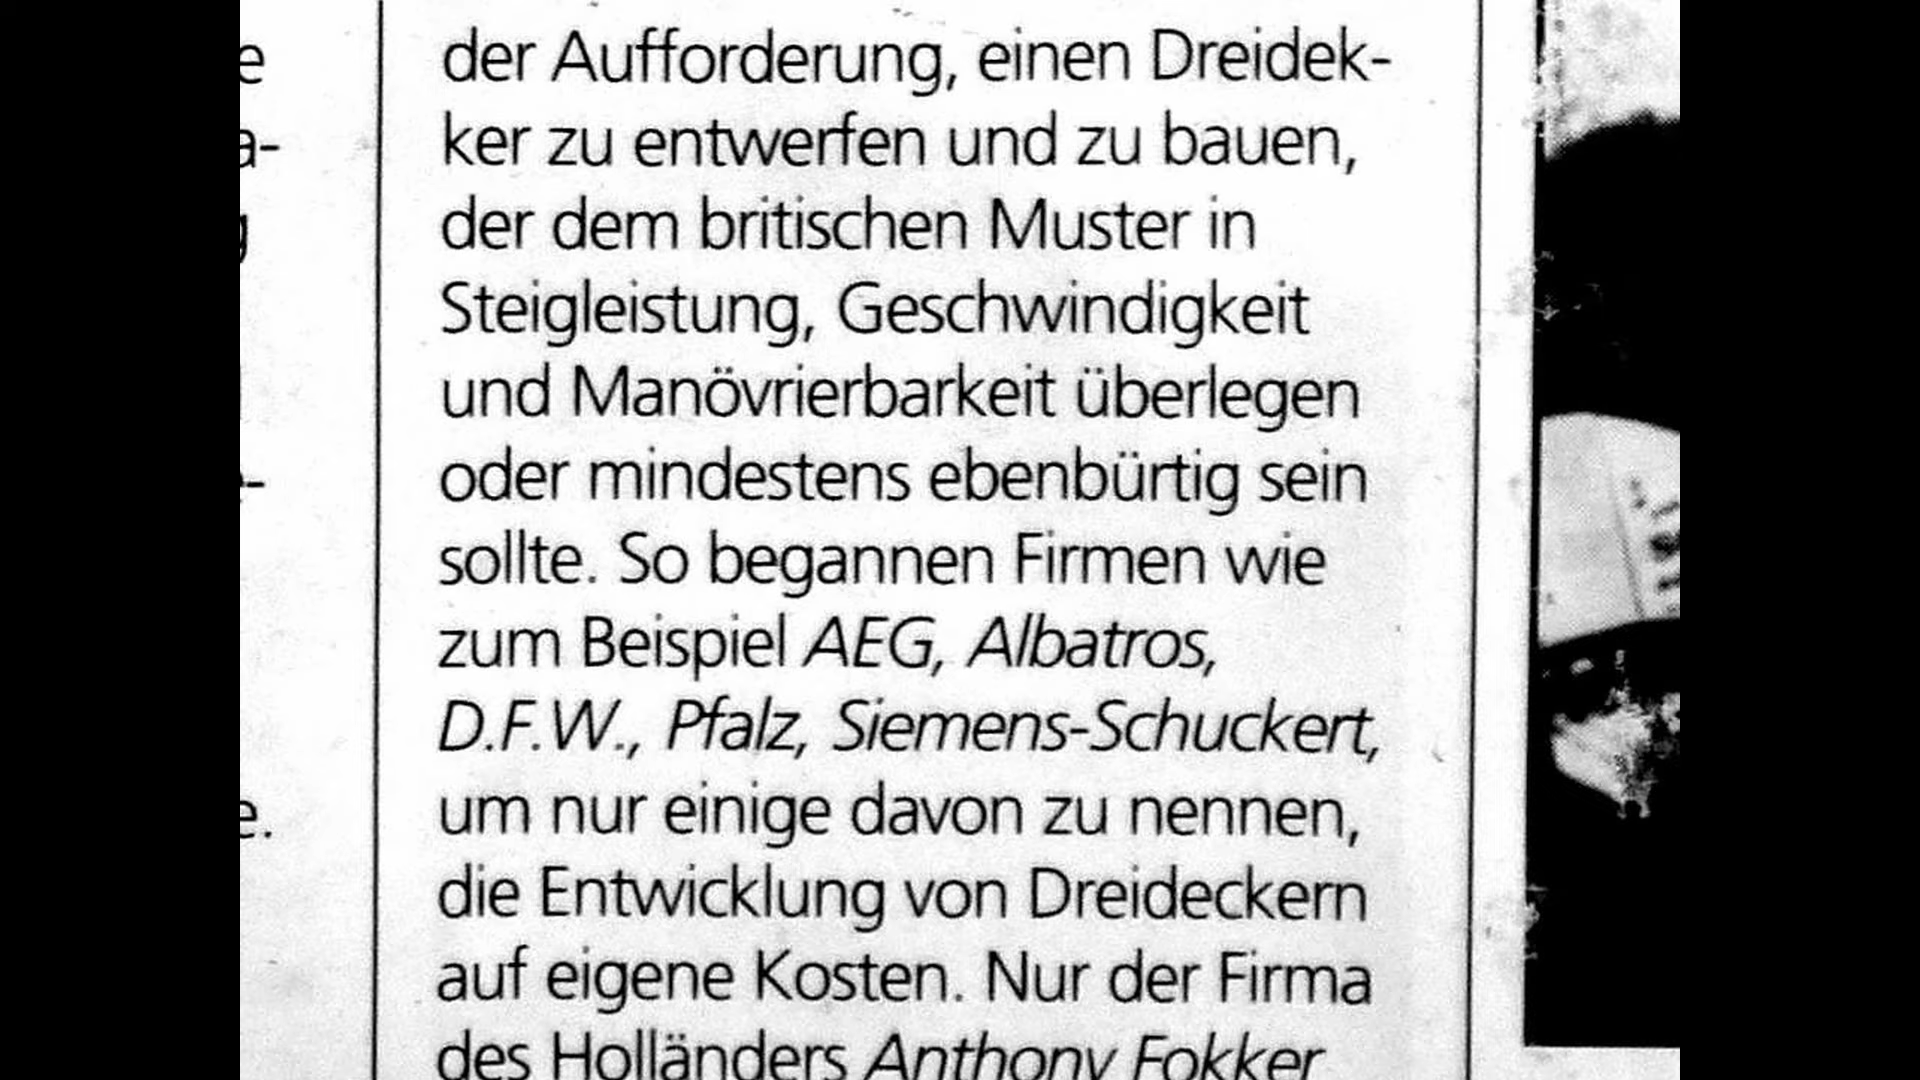 der Aufforderung, einen Dreidek-
ker zu entwerfen und zu bauen,
der dem britischen Muster in
Steigleistung, Geschwindigkeit
und Manövrierbarkeit überlegen
oder mindestens ebenbürtig sein
sollte. So begannen Firmen wie
zum Beispiel AEG, Albatros,
D.F.W., Pfalz, Siemens-Schuckert,
um nur einige davon zu nennen,
die Entwicklung von Dreideckern
auf eigene Kosten. Nur der Firma
des Holländers Anthony Fokker